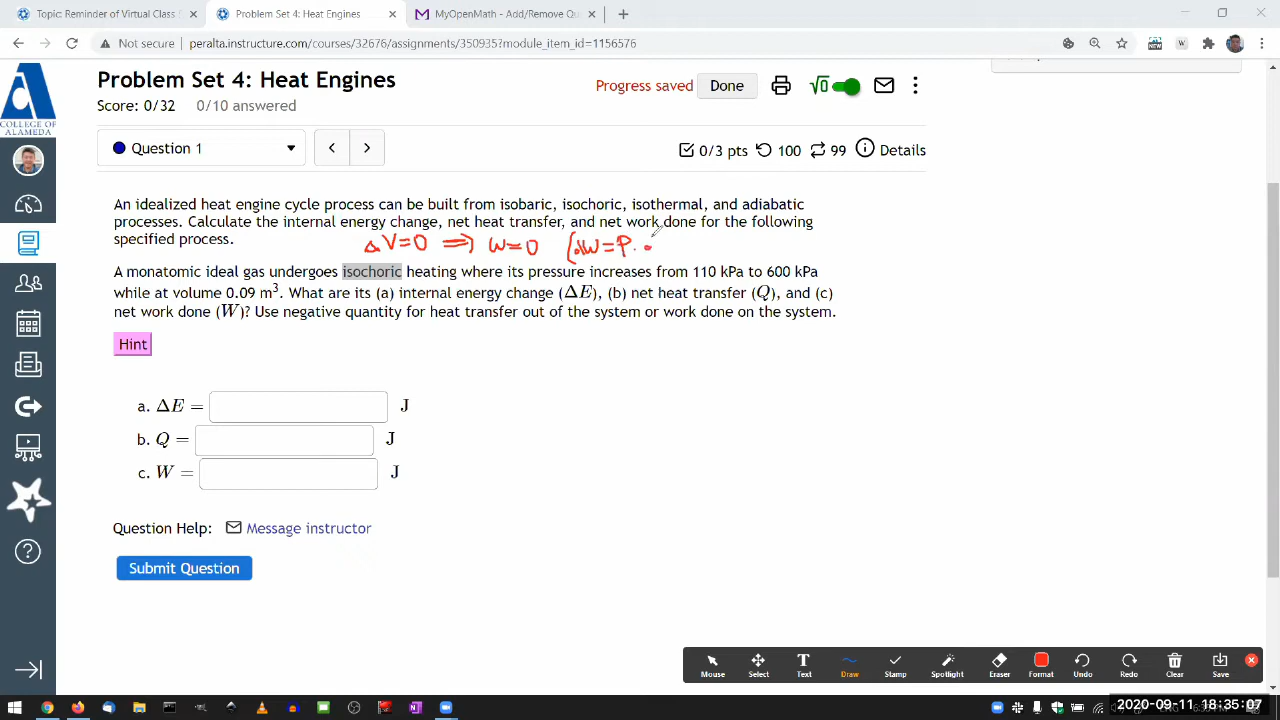 Topic: Reminder of Virtual Class (
Problem Set 4: Heat Engines
MyOpenMath - Add/Remove Qu
Not secure
peralta.instructure.com/courses/32676/assignments/350935?module_item_id=1156576
COLLEGE OF
ALAMEDA
Problem Set 4: Heat Engines
Progress saved
Done
√0
Score: 0/32 0/10 answered
Question 1
0/3 pts 100 99 Details
An idealized heat engine cycle process can be built from isobaric, isochoric, isothermal, and adiabatic
processes. Calculate the internal energy change, net heat transfer, and net work done for the following
specified process.
ΔV=0 ⟹ W=0 (dW=P·
A monatomic ideal gas undergoes isochoric heating where its pressure increases from 110 kPa to 600 kPa
while at volume 0.09 m³. What are its (a) internal energy change (ΔE), (b) net heat transfer (Q), and (c)
net work done (W)? Use negative quantity for heat transfer out of the system or work done on the system.
Hint
a. ΔE = J
b. Q = J
c. W = J
Question Help: Message instructor
Submit Question
Mouse Select Text Draw Stamp Spotlight Eraser Format Undo Redo Clear Save
2020-09-11 18:35:07